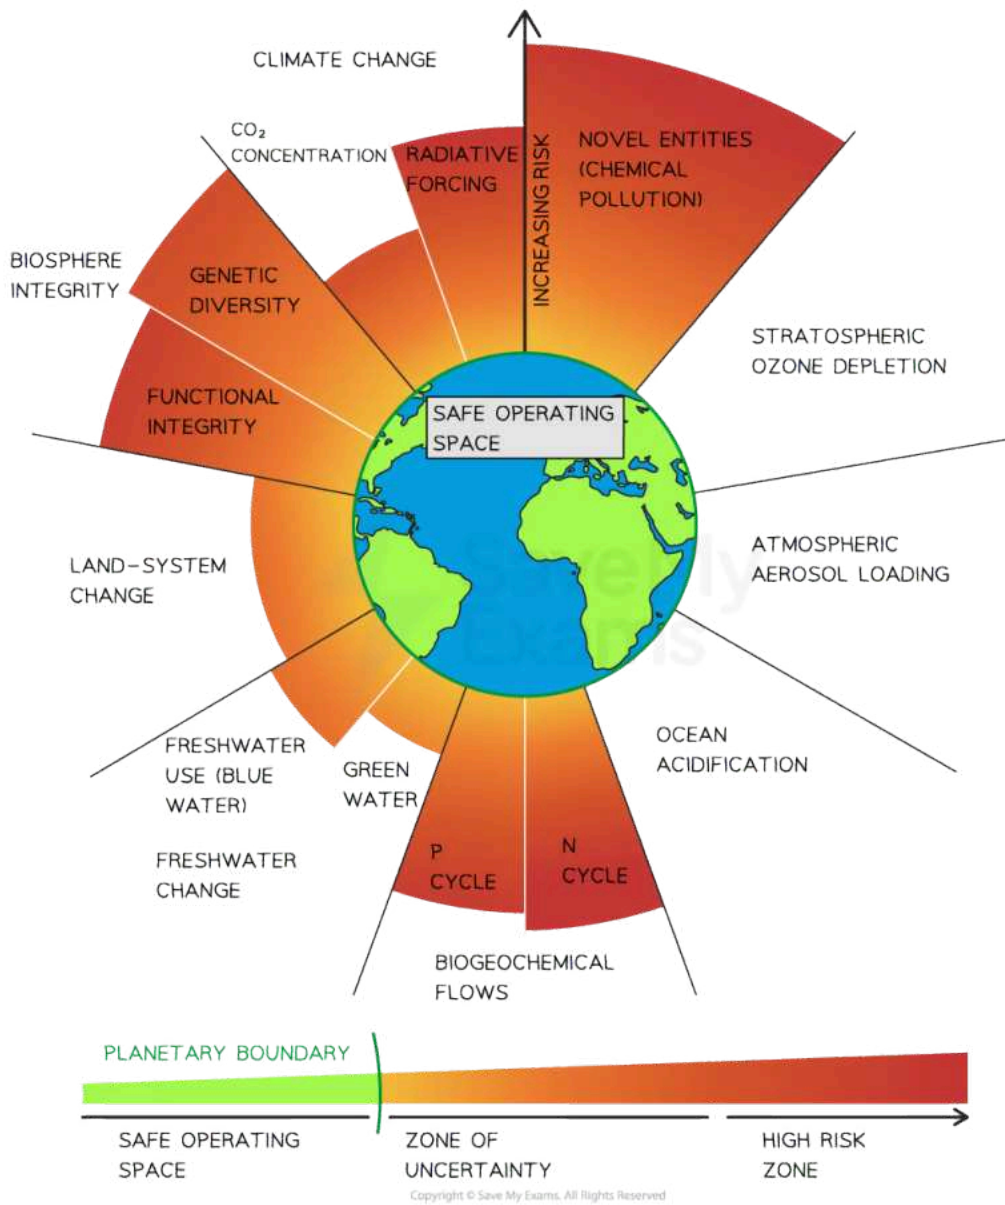 CLIMATE CHANGE
CO₂
CONCENTRATION
RADIATIVE
FORCING
INCREASING RISK
NOVEL ENTITIES
(CHEMICAL
POLLUTION)
BIOSPHERE
INTEGRITY
GENETIC
DIVERSITY
STRATOSPHERIC
OZONE DEPLETION
FUNCTIONAL
INTEGRITY
SAFE OPERATING
SPACE
LAND-SYSTEM
CHANGE
ATMOSPHERIC
AEROSOL LOADING
SaveMy
Exams
FRESHWATER
USE (BLUE
WATER)
GREEN
WATER
OCEAN
ACIDIFICATION
FRESHWATER
CHANGE
P
CYCLE
N
CYCLE
BIOGEOCHEMICAL
FLOWS
PLANETARY BOUNDARY
SAFE OPERATING
SPACE
ZONE OF
UNCERTAINTY
HIGH RISK
ZONE
Copyright © Save My Exams. All Rights Reserved